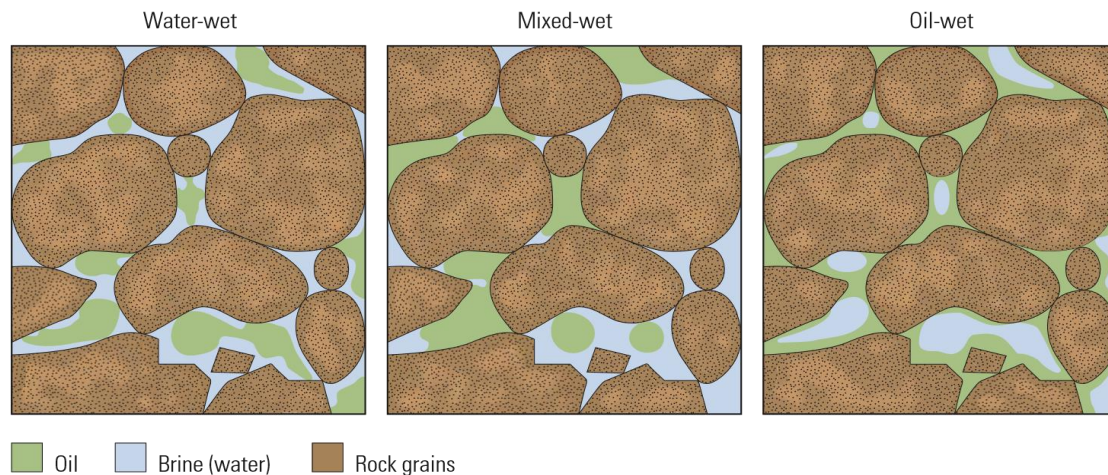 Water-wet
Mixed-wet
Oil-wet
Oil
Brine (water)
Rock grains